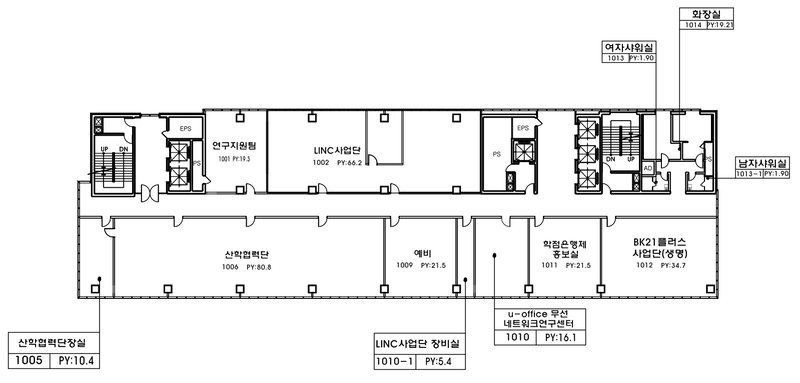 화장실
1014 PY:19.21
여자샤워실
1013 PY:1.90
EPS
연구지원팀
1001 PY:19.3
LINC사업단
1002 PY:66.2
EPS
PS
PS
UP DN
DN UP
AD
PS
남자샤워실
1013-1 PY:1.90
산학협력단
1006 PY:80.8
예비
1009 PY:21.5
학점은행제
홍보실
1011 PY:21.5
BK21플러스
사업단(생명)
1012 PY:34.7
산학협력단장실
1005 PY:10.4
LINC사업단 장비실
1010-1 PY:5.4
u-office 무선
네트워크연구센터
1010 PY:16.1